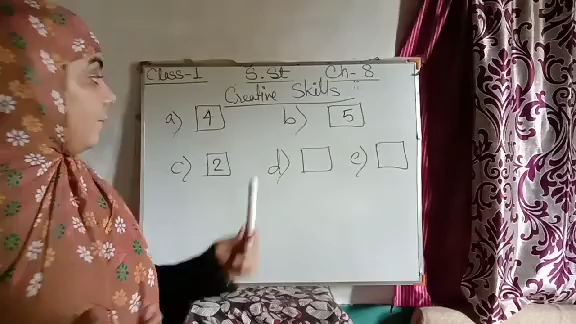 Class-1 S.St Ch-8
Creative Skills
a) 4 b) 5
c) 2 d) e)